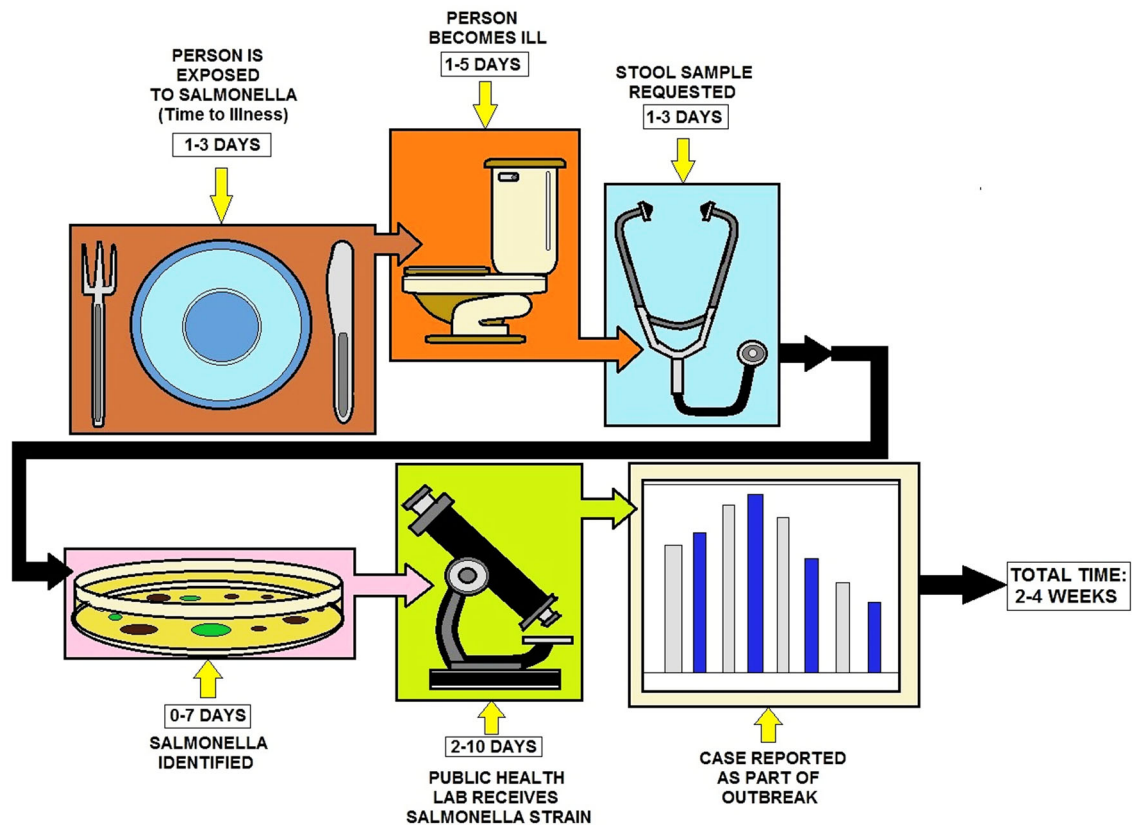 PERSON IS
EXPOSED
TO SALMONELLA
(Time to Illness)
1-3 DAYS
PERSON
BECOMES ILL
1-5 DAYS
STOOL SAMPLE
REQUESTED
1-3 DAYS
0-7 DAYS
SALMONELLA
IDENTIFIED
2-10 DAYS
PUBLIC HEALTH
LAB RECEIVES
SALMONELLA STRAIN
CASE REPORTED
AS PART OF
OUTBREAK
TOTAL TIME:
2-4 WEEKS